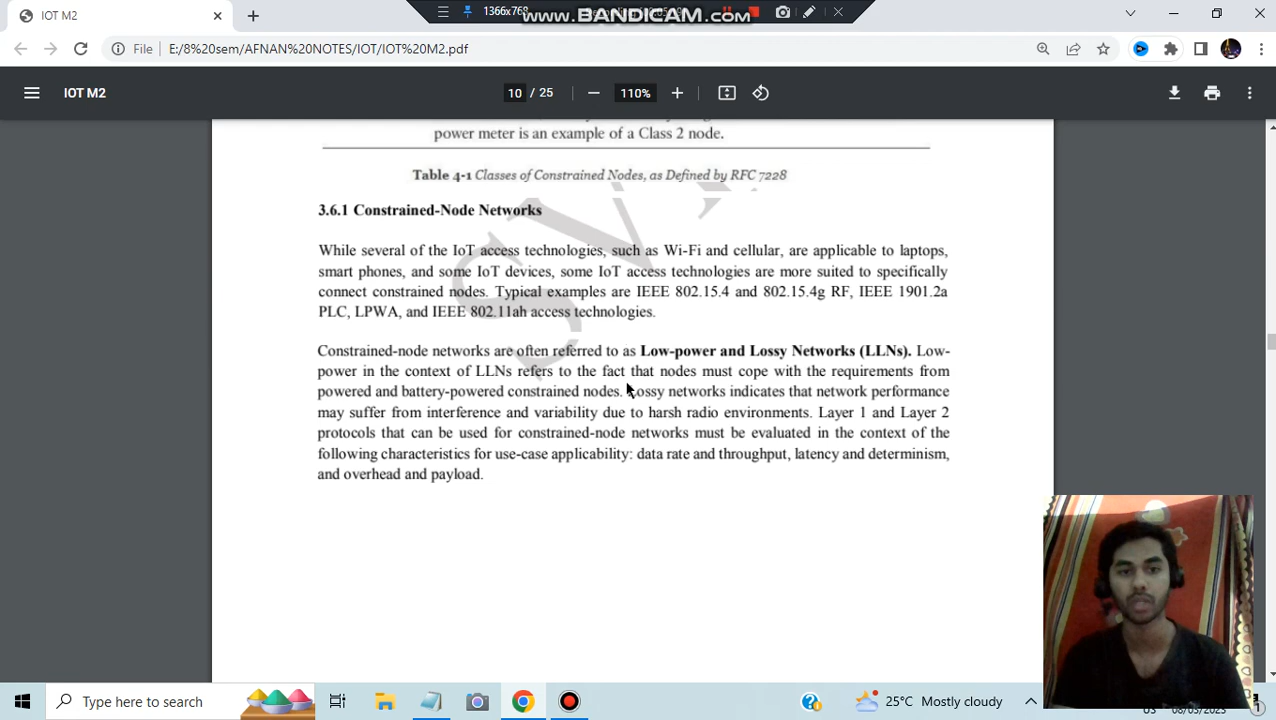 IOT M2
1366x768
www.BANDICAM.com
File
E:/8%20sem/AFNAN%20NOTES/IOT/IOT%20M2.pdf
IOT M2
10 / 25
110%
power meter is an example of a Class 2 node.
Table 4-1 Classes of Constrained Nodes, as Defined by RFC 7228
3.6.1 Constrained-Node Networks
While several of the IoT access technologies, such as Wi-Fi and cellular, are applicable to laptops,
smart phones, and some IoT devices, some IoT access technologies are more suited to specifically
connect constrained nodes. Typical examples are IEEE 802.15.4 and 802.15.4g RF, IEEE 1901.2a
PLC, LPWA, and IEEE 802.11ah access technologies.
Constrained-node networks are often referred to as Low-power and Lossy Networks (LLNs). Low-
power in the context of LLNs refers to the fact that nodes must cope with the requirements from
powered and battery-powered constrained nodes. Lossy networks indicates that network performance
may suffer from interference and variability due to harsh radio environments. Layer 1 and Layer 2
protocols that can be used for constrained-node networks must be evaluated in the context of the
following characteristics for use-case applicability: data rate and throughput, latency and determinism,
and overhead and payload.
Type here to search
25°C Mostly cloudy